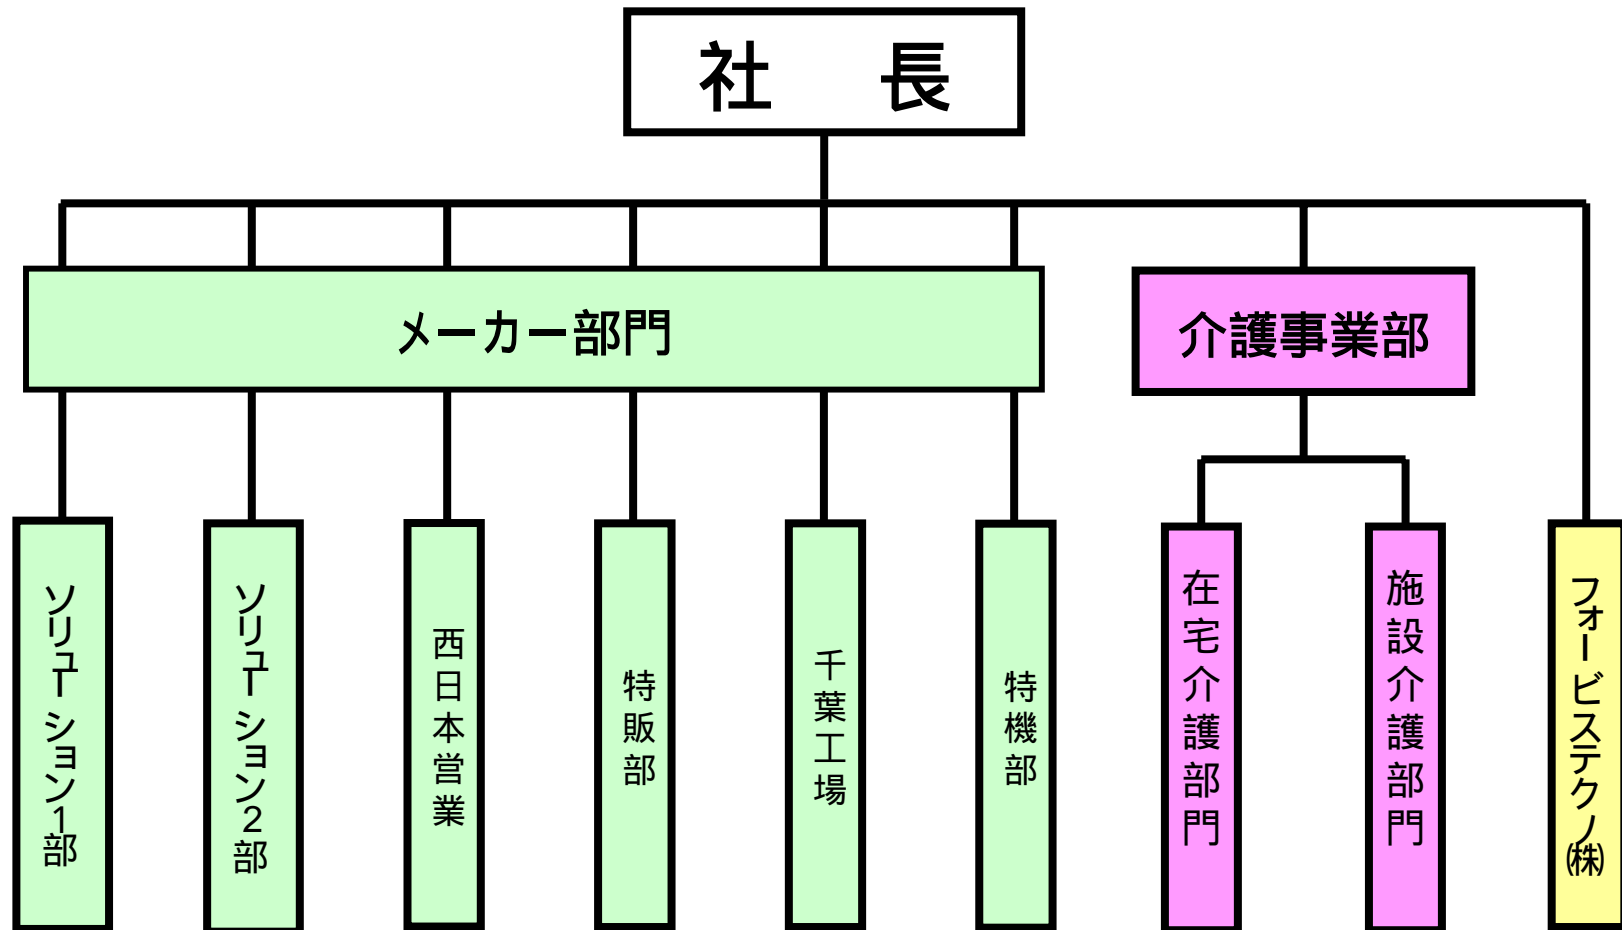 社　長
メーカー部門
介護事業部
ソリューション1部
ソリューション2部
西日本営業
特販部
千葉工場
特機部
在宅介護部門
施設介護部門
フォービステクノ㈱